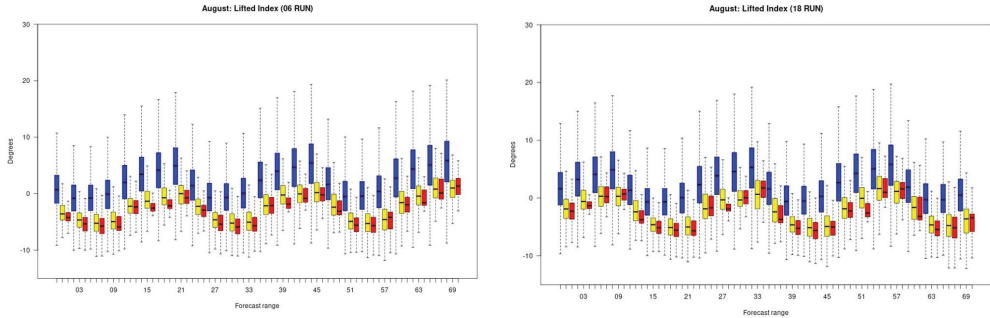 August: Lifted Index (06 RUN)
30
20
10
0
-10
Degrees
03 09 15 21 27 33 39 45 51 57 63 69
Forecast range
August: Lifted Index (18 RUN)
30
20
10
0
-10
Degrees
03 09 15 21 27 33 39 45 51 57 63 69
Forecast range